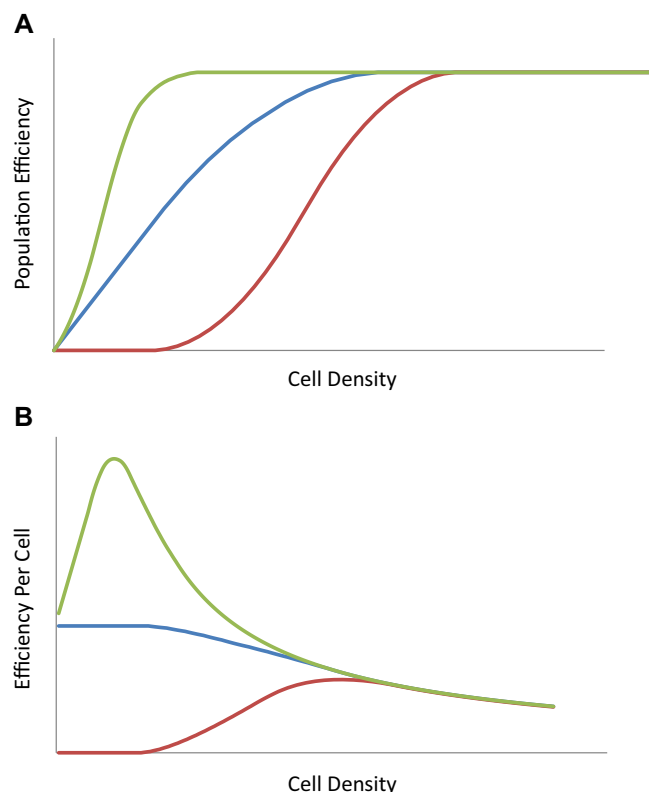 A
Population Efficiency
Cell Density
B
Efficiency Per Cell
Cell Density